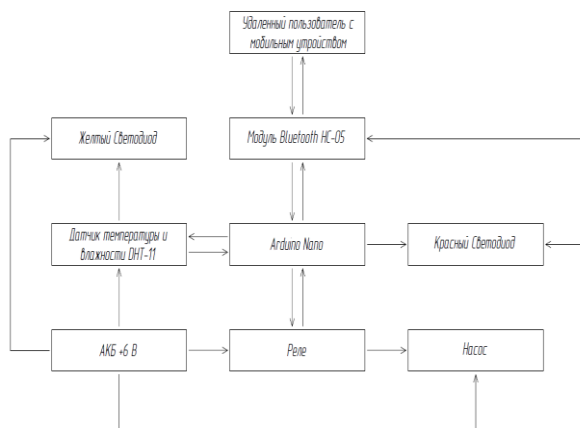 Удаленный пользователь с
мобильным утройством
Желтый Светодиод
Модуль Bluetooth HC-05
Датчик температуры и
влажности DHT-11
Arduino Nano
Красный Светодиод
АКБ +6 В
Реле
Насос